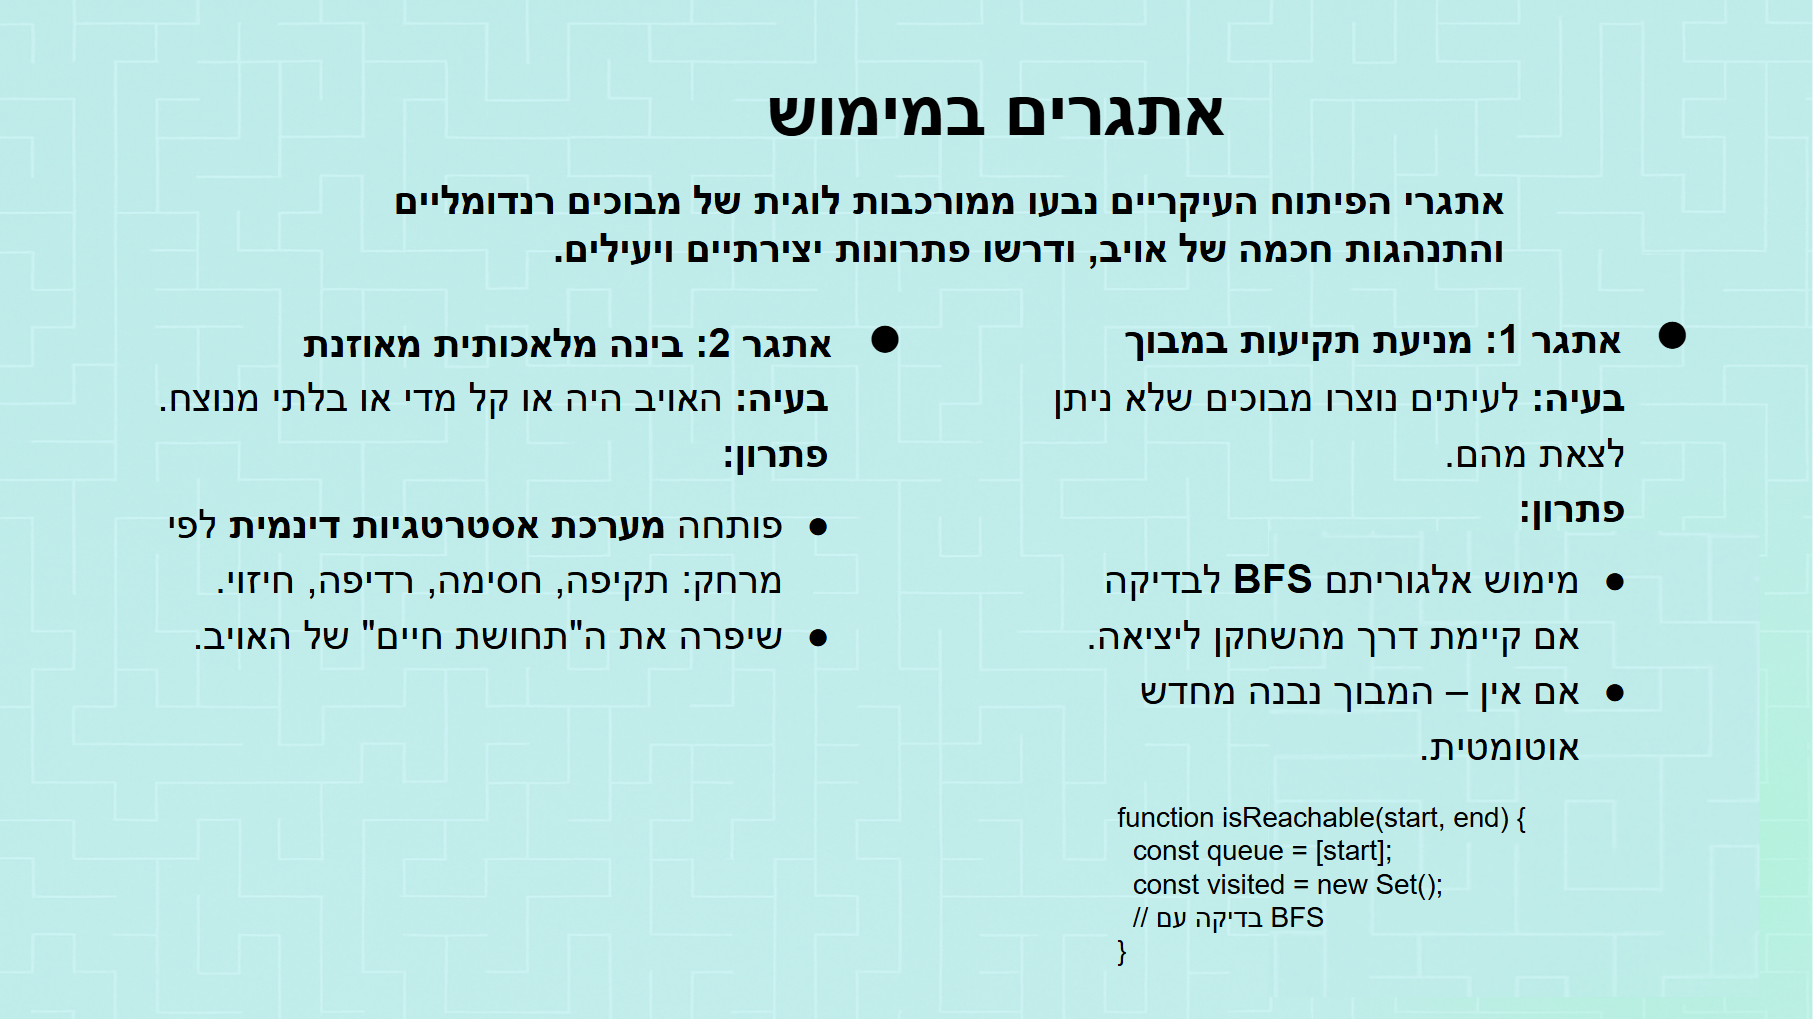 אתגרים במימוש
אתגרי הפיתוח העיקריים נבעו ממורכבות לוגית של מבוכים רנדומליים
והתנהגות חכמה של אויב, ודרשו פתרונות יצירתיים ויעילים.
● אתגר 1: מניעת תקיעות במבוך
בעיה: לעיתים נוצרו מבוכים שלא ניתן
לצאת מהם.
פתרון:
● מימוש אלגוריתם BFS לבדיקה
אם קיימת דרך מהשחקן ליציאה.
● אם אין – המבוך נבנה מחדש
אוטומטית.
function isReachable(start, end) {
const queue = [start];
const visited = new Set();
// בדיקה עם BFS
}
● אתגר 2: בינה מלאכותית מאוזנת
בעיה: האויב היה או קל מדי או בלתי מנוצח.
פתרון:
● פותחה מערכת אסטרטגיות דינמית לפי
מרחק: תקיפה, חסימה, רדיפה, חיזוי.
● שיפרה את ה"תחושת חיים" של האויב.